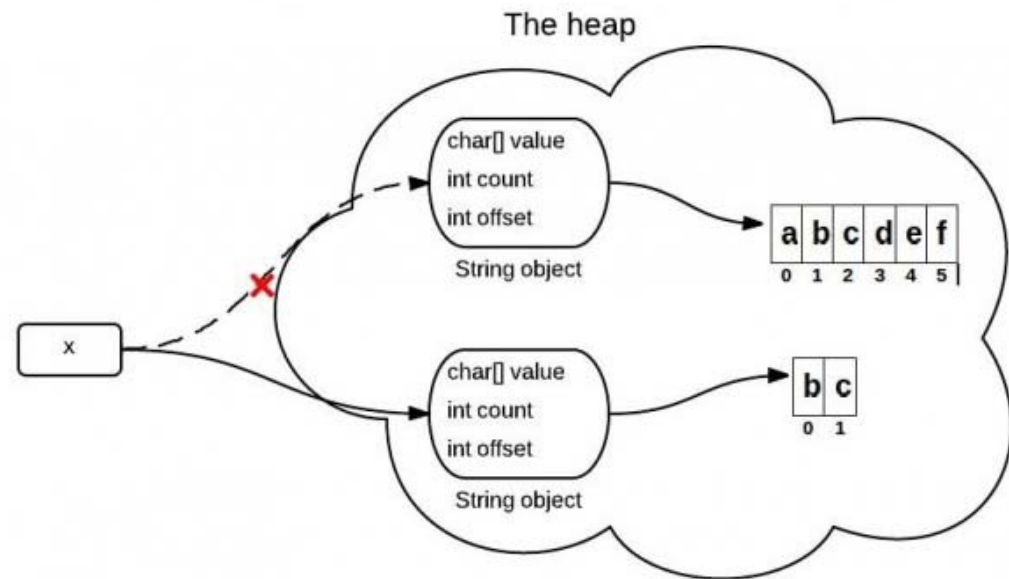 The heap
char[] value
int count
int offset
String object
a b c d e f
0 1 2 3 4 5
x
char[] value
int count
int offset
String object
b c
0 1